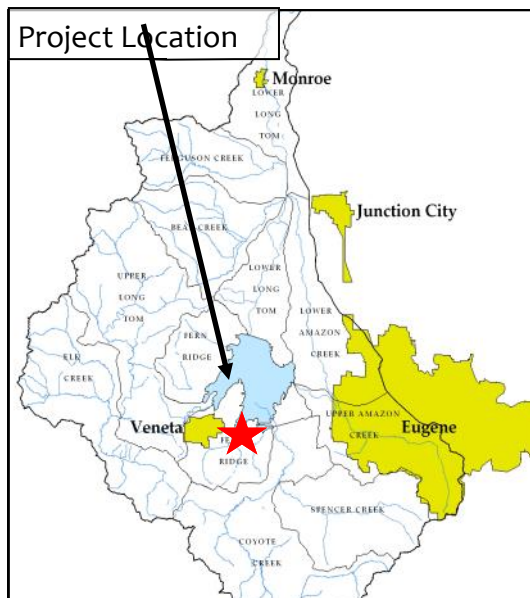 Project Location
Monroe
LOWER
LONG
TOM
FERGUSON CREEK
Junction City
BEAR CREEK
UPPER
LONG
TOM
LOWER
LONG
TOM
LOWER
AMAZON
CREEK
FERN
RIDGE
ELK
CREEK
Veneta
FERN
RIDGE
UPPER AMAZON
CREEK
Eugene
SPENCER CREEK
COYOTE
CREEK